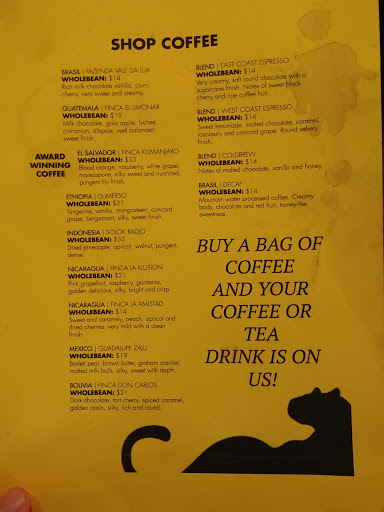 SHOP COFFEE
BRASIL | FAZENDA VALE DA LUA
WHOLEBEAN: $14
Rich milk chocolate vanilla, plum,
cherry, very sweet and creamy.
GUATEMALA | FINCA EL LIMONAR
WHOLEBEAN: $19
Milk chocolate, gala apple, lychee,
cinnamon, allspice, well balanced,
sweet finish.
AWARD
WINNING
COFFEE
EL SALVADOR | FINCA KILIMANJARO
WHOLEBEAN: $33
Blood orange, raspberry, white grape,
marscapone, silky sweet and nuanced,
pungent lily finish.
ETHIOPIA | DUMERSO
WHOLEBEAN: $21
Tangerine, vanilla, mangosteen, concord
grape, bergamont, silky, sweet finish.
INDONESIA | SOLOK RADJO
WHOLEBEAN: $33
Dried pineapple, apricot, walnut, pungent,
dense.
NICARAGUA | FINCA LA ILLUSION
WHOLEBEAN: $21
Pink grapefruit, raspberry, gardenia,
golden delicious, silky, bright and crisp.
NICARAGUA | FINCA LA AMISTAD
WHOLEBEAN: $14
Sweet and caramely, peach, apricot and
dried cherries, very mild with a clean
finish.
MEXICO | GUADALUPE ZAJU
WHOLEBEAN: $19
Barlett pear, brown butter, graham cracker,
malted milk balls, silky, sweet with depth.
BOLIVIA | FINCA DON CARLOS
WHOLEBEAN: $21
Dark chocolate, tart cherry, spiced caramel,
golden raisin, silky, rich and round.
BLEND | EAST COAST ESPRESSO
WHOLEBEAN: $14
Very creamy, soft round chocolate with a
sugarcane finish. Notes of sweet black
cherry and ripe coffee fruit.
BLEND | WEST COAST ESPRESSO
WHOLEBEAN: $14
Sweet lemonade, malted chocolate, caramel,
raspberry and concord grape. Round velvety
finish.
BLEND | COLDBREW
WHOLEBEAN: $14
Notes of malted chocolate, vanilla and honey.
BRASIL | DECAF
WHOLEBEAN: $14
Mountain water processed coffee. Creamy
body, chocolate and red fruit, honey-like
sweetness.
BUY A BAG OF
COFFEE
AND YOUR
COFFEE OR
TEA
DRINK IS ON
US!